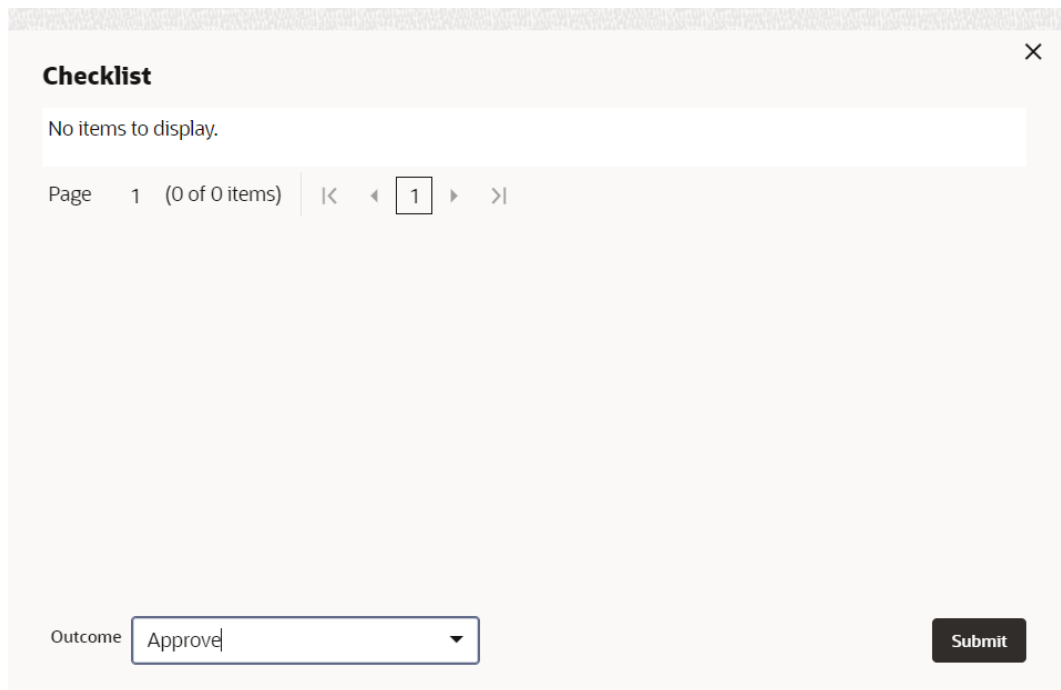 Checklist
No items to display.
Page 1 (0 of 0 items) 1
Outcome Approve Submit